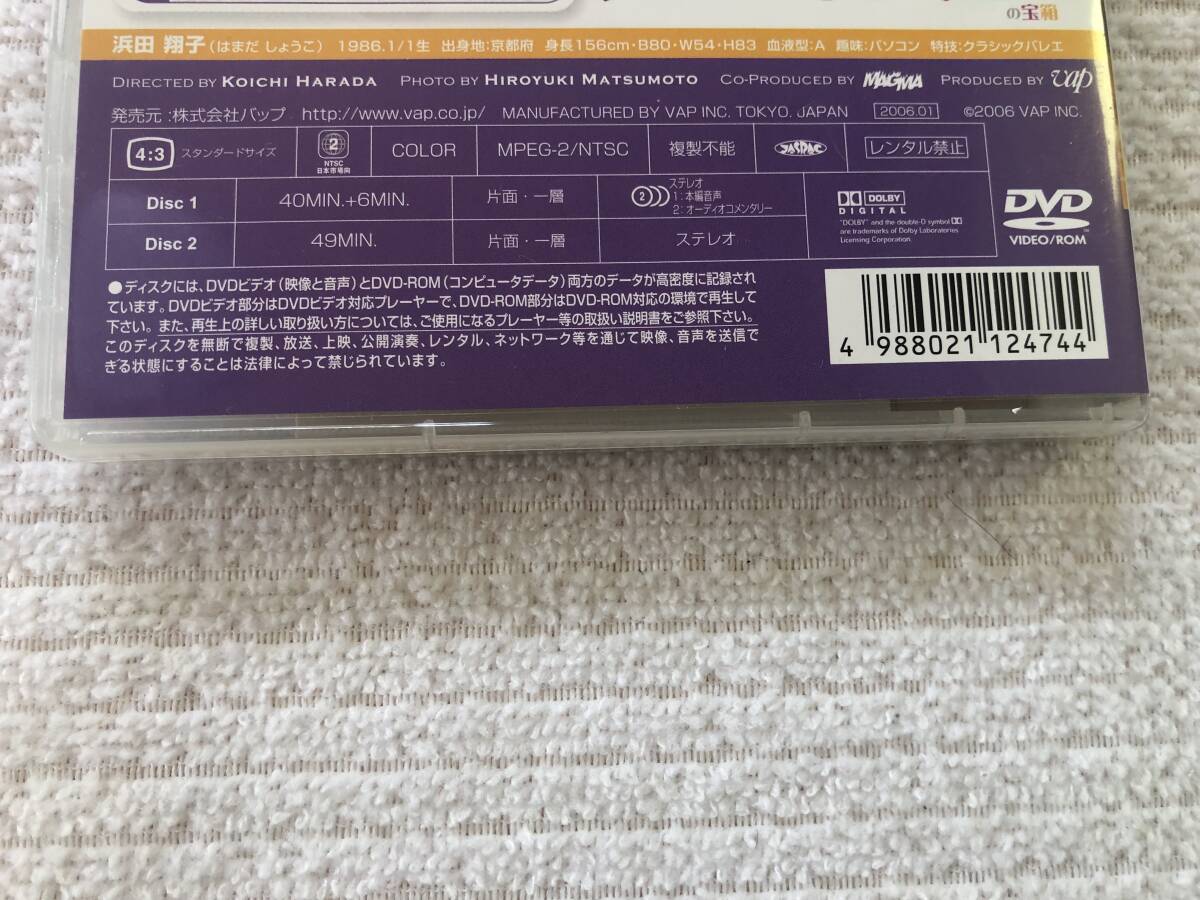 の宝箱
浜田 翔子(はまだ しょうこ) 1986.1/1生 出身地:京都府 身長156cm・B80・W54・H83 血液型:A 趣味:パソコン 特技:クラシックバレエ
DIRECTED BY KOICHI HARADA PHOTO BY HIROYUKI MATSUMOTO CO-PRODUCED BY MAGMA PRODUCED BY vap
発売元:株式会社バップ http://www.vap.co.jp/ MANUFACTURED BY VAP INC. TOKYO. JAPAN 2006.01 ©2006 VAP INC.
4:3 スタンダードサイズ 2 NTSC 日本市場向 COLOR MPEG-2/NTSC 複製不能 JASRAC レンタル禁止
Disc 1 40MIN.+6MIN. 片面・一層 2 ステレオ
1:本編音声
2:オーディオコメンタリー
Disc 2 49MIN. 片面・一層 ステレオ
DOLBY
DIGITAL
"DOLBY" and the double-D symbol
are trademarks of Dolby Laboratories
Licensing Corporation.
DVD
VIDEO/ROM
●ディスクには、DVDビデオ(映像と音声)とDVD-ROM(コンピュータデータ)両方のデータが高密度に記録され
ています。DVDビデオ部分はDVDビデオ対応プレーヤーで、DVD-ROM部分はDVD-ROM対応の環境で再生して
下さい。また、再生上の詳しい取り扱い方については、ご使用になるプレーヤー等の取扱い説明書をご参照下さい。
このディスクを無断で複製、放送、上映、公開演奏、レンタル、ネットワーク等を通じて映像、音声を送信で
きる状態にすることは法律によって禁じられています。
4 988021 124744